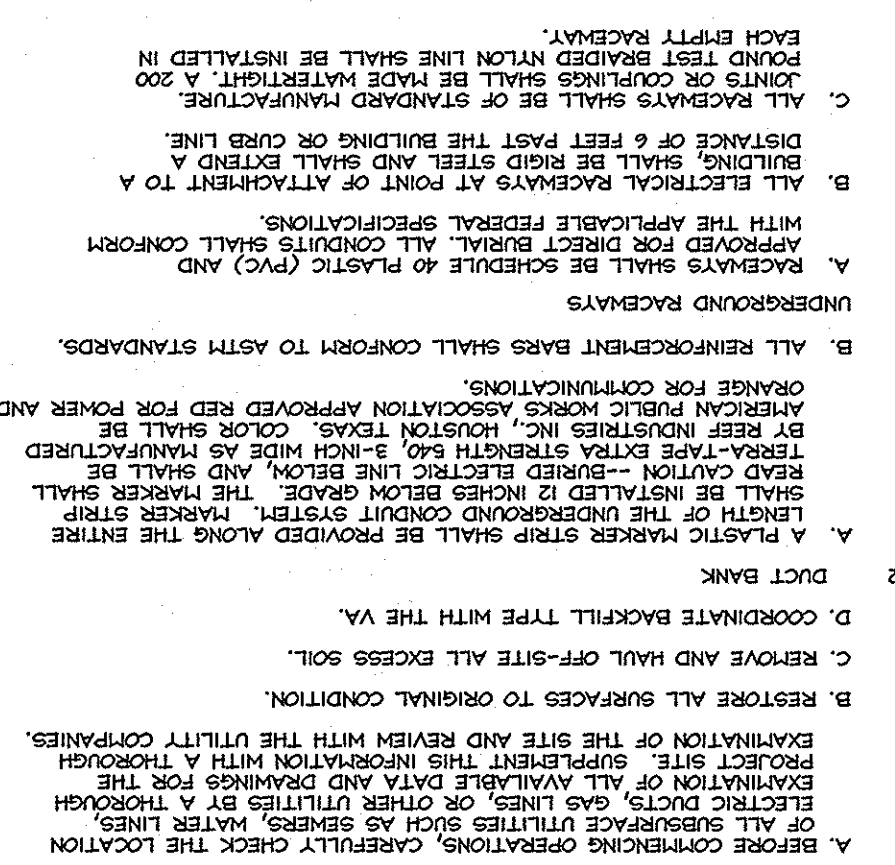 A. BEFORE COMMENCING OPERATIONS, CAREFULLY CHECK THE LOCATION
OF ALL SUBSURFACE UTILITIES SUCH AS SEWERS, WATER LINES,
ELECTRIC DUCTS, GAS LINES, OR OTHER UTILITIES BY A THOROUGH
EXAMINATION OF ALL AVAILABLE DATA AND DRAWINGS FOR THE
PROJECT SITE. SUPPLEMENT THIS INFORMATION WITH A THOROUGH
EXAMINATION OF THE SITE AND REVIEW WITH THE UTILITY COMPANIES.
B. RESTORE ALL SURFACES TO ORIGINAL CONDITION.
C. REMOVE AND HAUL OFF-SITE ALL EXCESS SOIL.
D. COORDINATE BACKFILL TYPE WITH THE VA.
2 DUCT BANK
A. A PLASTIC MARKER STRIP SHALL BE PROVIDED ALONG THE ENTIRE
LENGTH OF THE UNDERGROUND CONDUIT SYSTEM. MARKER STRIP
SHALL BE INSTALLED 12 INCHES BELOW GRADE. THE MARKER SHALL
READ CAUTION --BURIED ELECTRIC LINE BELOW, AND SHALL BE
TERRA-TAPE EXTRA STRENGTH 540, 3-INCH WIDE AS MANUFACTURED
BY REEF INDUSTRIES INC., HOUSTON TEXAS. COLOR SHALL BE
AMERICAN PUBLIC WORKS ASSOCIATION APPROVED RED FOR POWER AND
ORANGE FOR COMMUNICATIONS.
B. ALL REINFORCEMENT BARS SHALL CONFORM TO ASTM STANDARDS.
UNDERGROUND RACEWAYS
A. RACEWAYS SHALL BE SCHEDULE 40 PLASTIC (PVC) AND
APPROVED FOR DIRECT BURIAL. ALL CONDUITS SHALL CONFORM
WITH THE APPLICABLE FEDERAL SPECIFICATIONS.
B. ALL ELECTRICAL RACEWAYS AT POINT OF ATTACHMENT TO A
BUILDING, SHALL BE RIGID STEEL AND SHALL EXTEND A
DISTANCE OF 6 FEET PAST THE BUILDING OR CURB LINE.
C. ALL RACEWAYS SHALL BE OF STANDARD MANUFACTURE.
JOINTS OR COUPLINGS SHALL BE MADE WATERTIGHT. A 200
POUND TEST BRAIDED NYLON LINE SHALL BE INSTALLED IN
EACH EMPTY RACEWAY.